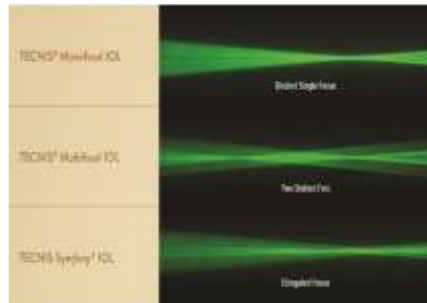 TECNIS® Monofocal IOL
Distinct Single Focus
TECNIS® Multifocal IOL
Two Distinct Foci
TECNIS Symfony® IOL
Elongated Focus